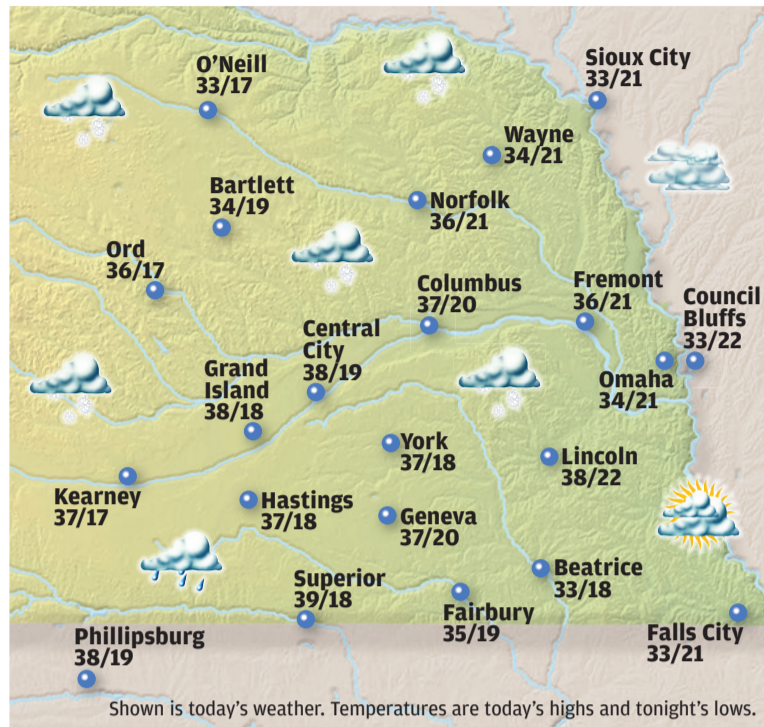 O'Neill
33/17
Sioux City
33/21
Wayne
34/21
Bartlett
34/19
Norfolk
36/21
Ord
36/17
Columbus
37/20
Fremont
36/21
Council
Bluffs
33/22
Central
City
38/19
Grand
Island
38/18
Omaha
34/21
York
37/18
Lincoln
38/22
Kearney
37/17
Hastings
37/18
Geneva
37/20
Beatrice
33/18
Superior
39/18
Fairbury
35/19
Falls City
33/21
Phillipsburg
38/19
Shown is today's weather. Temperatures are today's highs and tonight's lows.